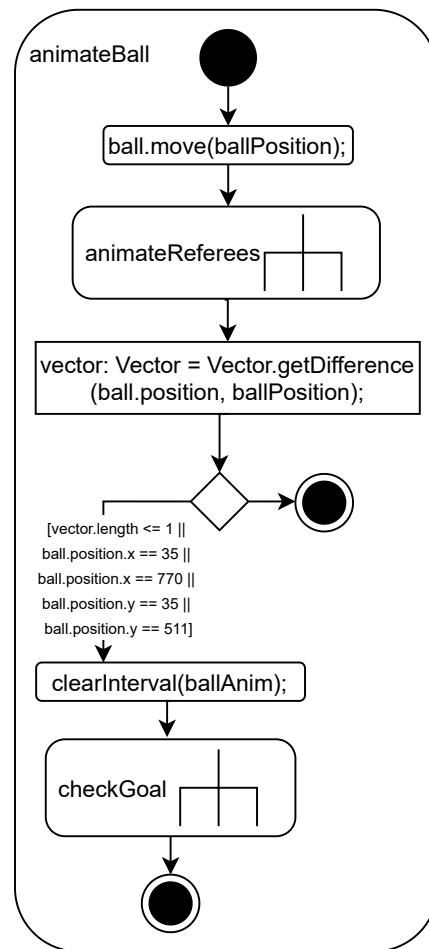 animateBall
ball.move(ballPosition);
animateReferees
vector: Vector = Vector.getDifference
(ball.position, ballPosition);
[vector.length <= 1 ||
ball.position.x == 35 ||
ball.position.x == 770 ||
ball.position.y == 35 ||
ball.position.y == 511]
clearInterval(ballAnim);
checkGoal